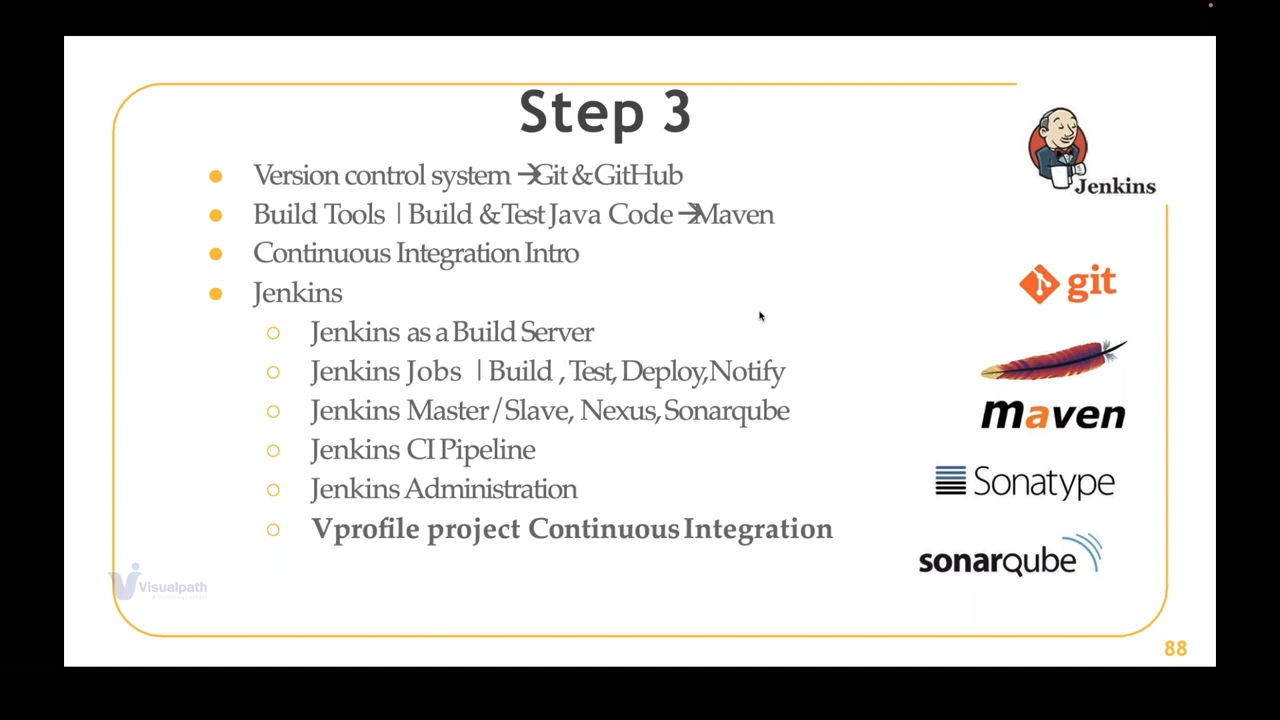 Step 3
Version control system →Git & GitHub
Build Tools | Build & Test Java Code →Maven
Continuous Integration Intro
Jenkins
Jenkins as a Build Server
Jenkins Jobs | Build , Test, Deploy,Notify
Jenkins Master/Slave, Nexus, Sonarqube
Jenkins CI Pipeline
Jenkins Administration
Vprofile project Continuous Integration
Jenkins
git
maven
Sonatype
sonarqube
Visualpath
88